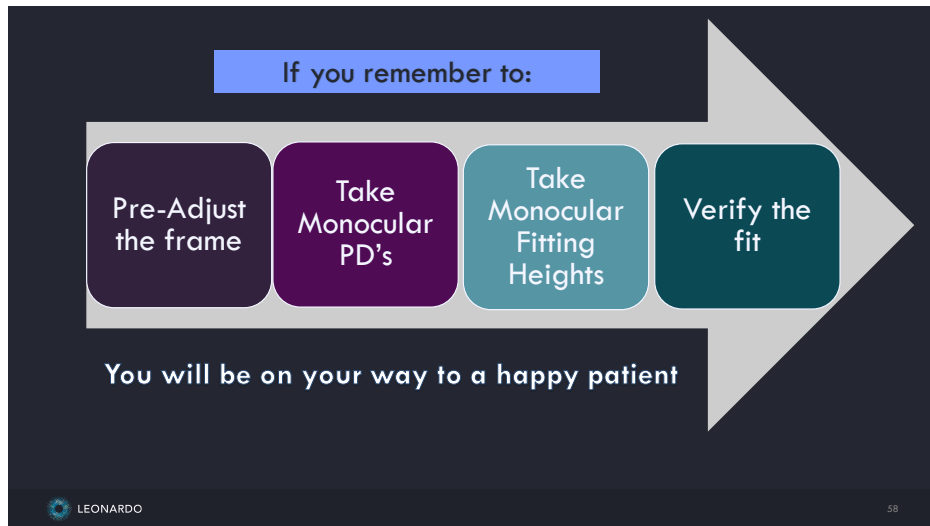 If you remember to:
Pre-Adjust
the frame
Take
Monocular
PD's
Take
Monocular
Fitting
Heights
Verify the
fit
You will be on your way to a happy patient
LEONARDO
58